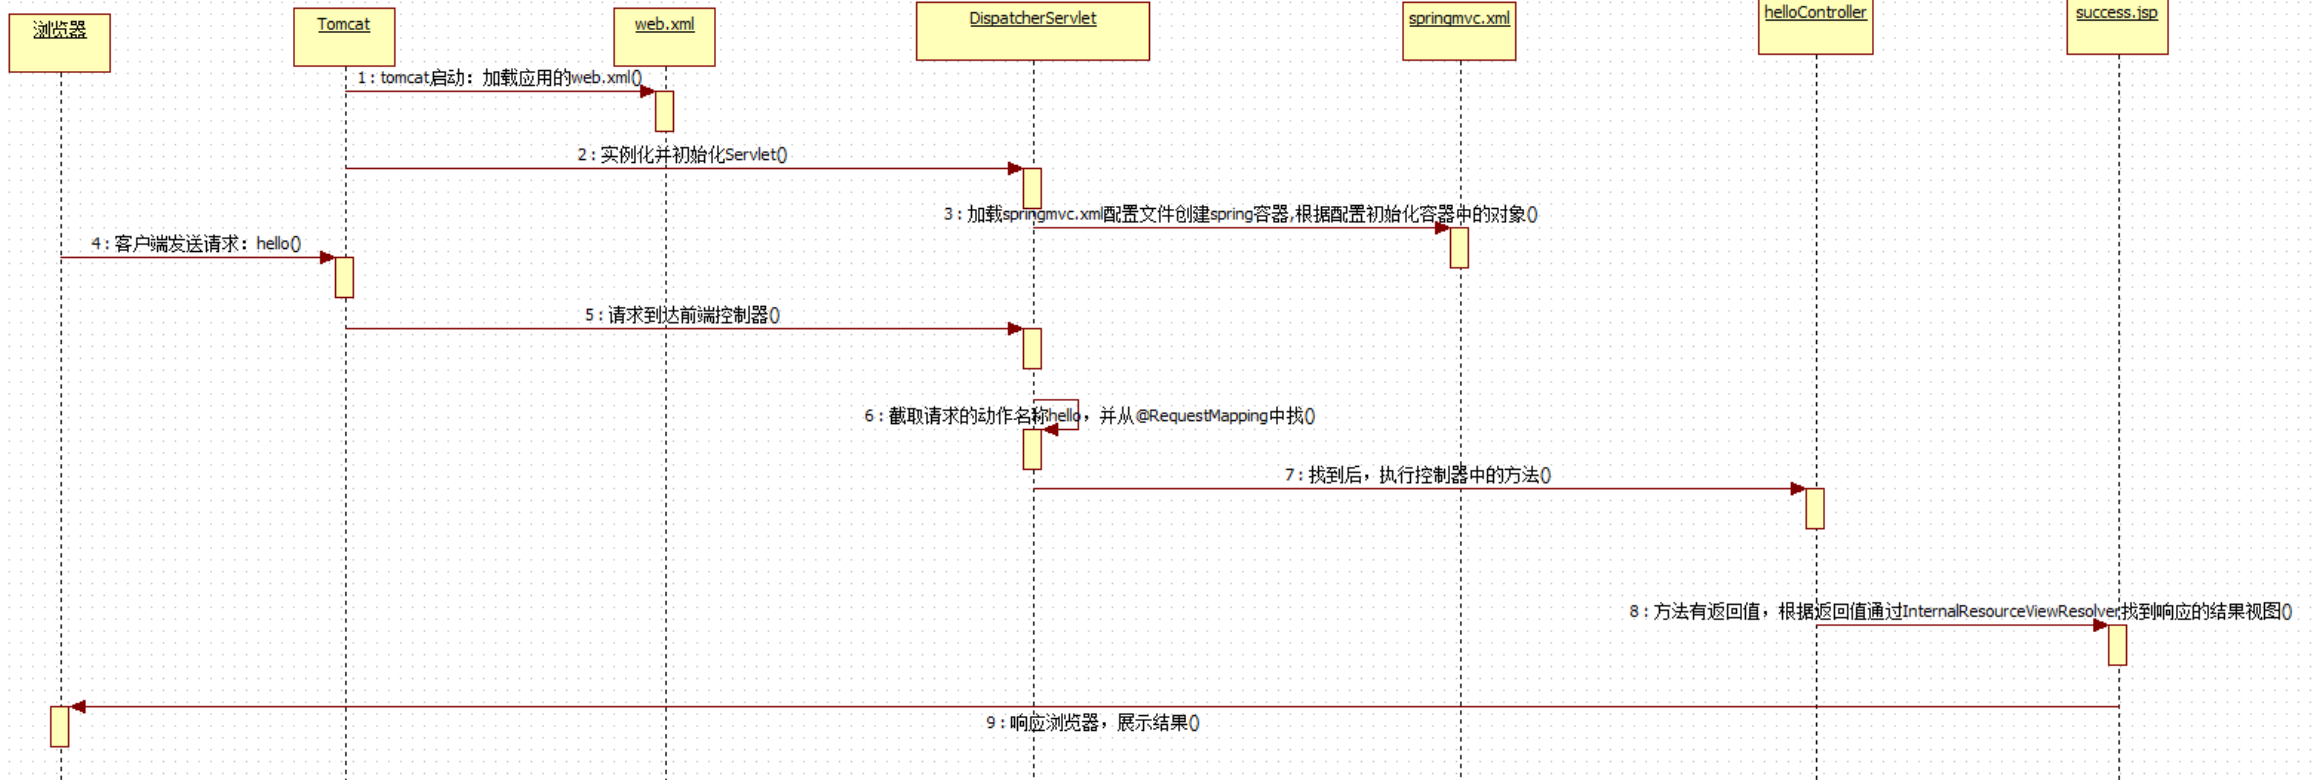 浏览器
Tomcat
web.xml
DispatcherServlet
springmvc.xml
helloController
success.jsp
1 : tomcat启动：加载应用的web.xml()
2 : 实例化并初始化Servlet()
3 : 加载springmvc.xml配置文件创建spring容器,根据配置初始化容器中的对象()
4 : 客户端发送请求：hello()
5 : 请求到达前端控制器()
6 : 截取请求的动作名称hello，并从@RequestMapping中找()
7 : 找到后，执行控制器中的方法()
8 : 方法有返回值，根据返回值通过InternalResourceViewResolver找到响应的结果视图()
9 : 响应浏览器，展示结果()